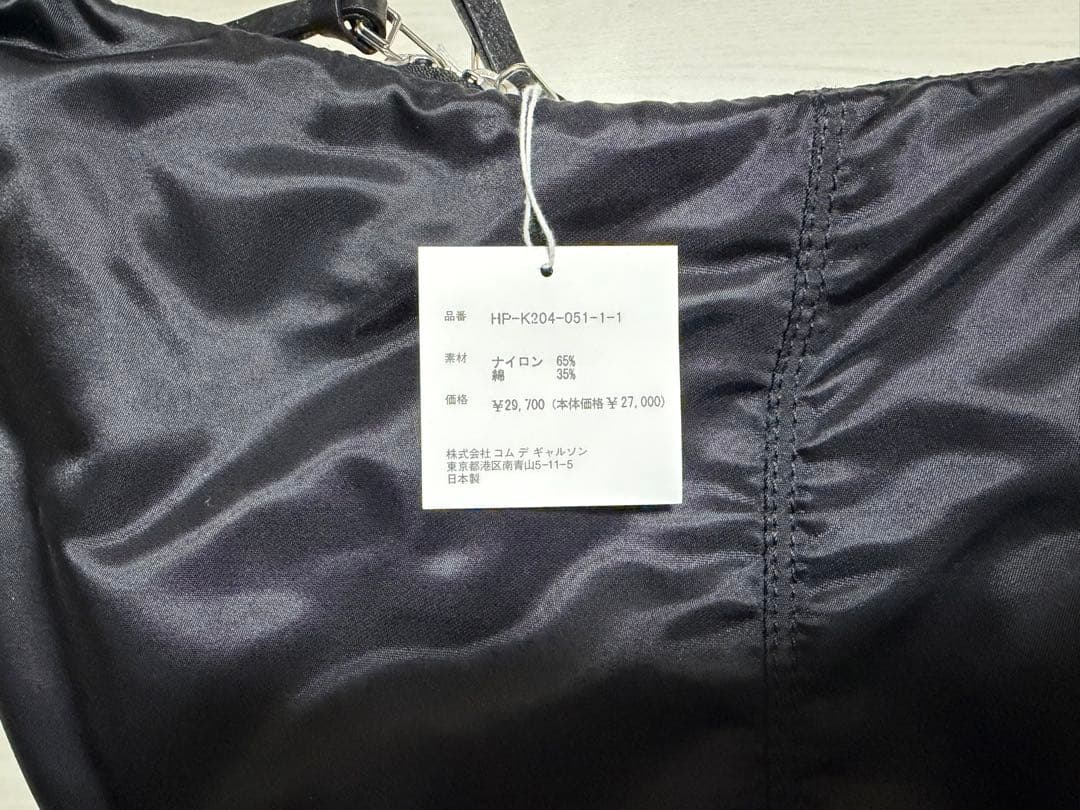 品番 HP-K204-051-1-1
素材 ナイロン 65%
綿 35%
価格 ¥29,700 (本体価格 ¥ 27,000)
株式会社 コム デ ギャルソン
東京都港区南青山5-11-5
日本製